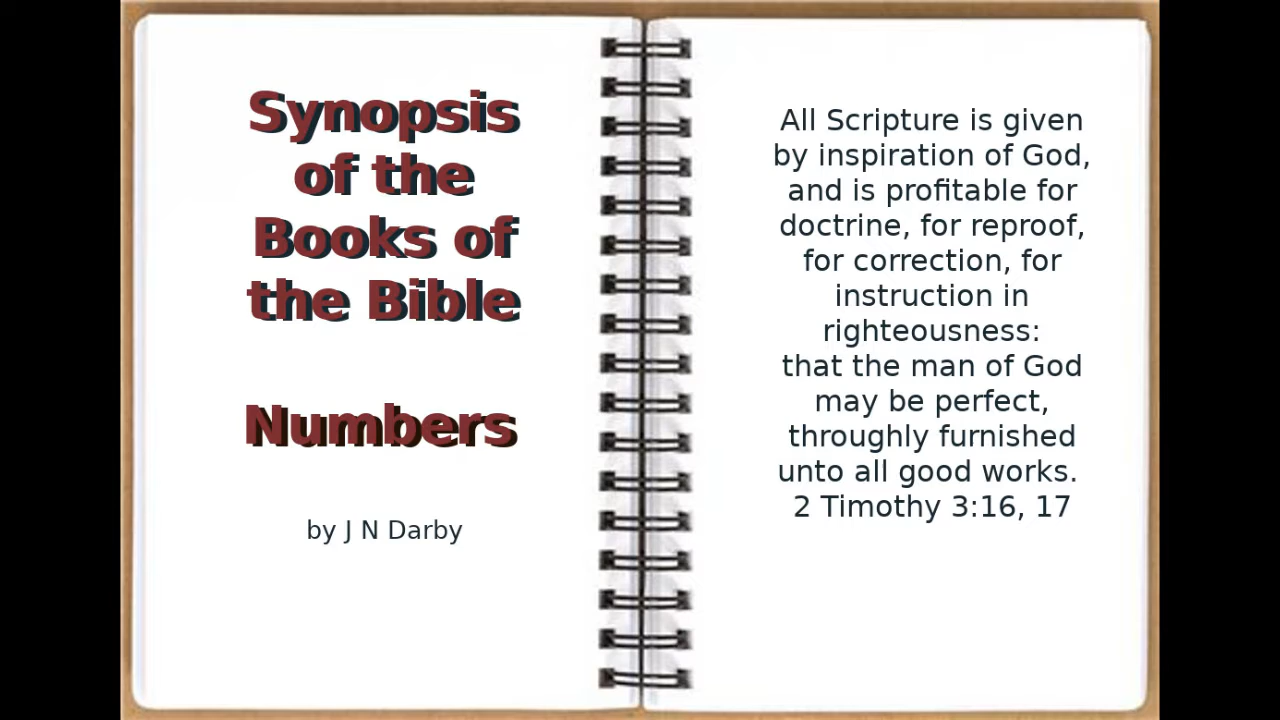 Synopsis
of the
Books of
the Bible
Numbers
by J N Darby
All Scripture is given
by inspiration of God,
and is profitable for
doctrine, for reproof,
for correction, for
instruction in
righteousness:
that the man of God
may be perfect,
throughly furnished
unto all good works.
2 Timothy 3:16, 17